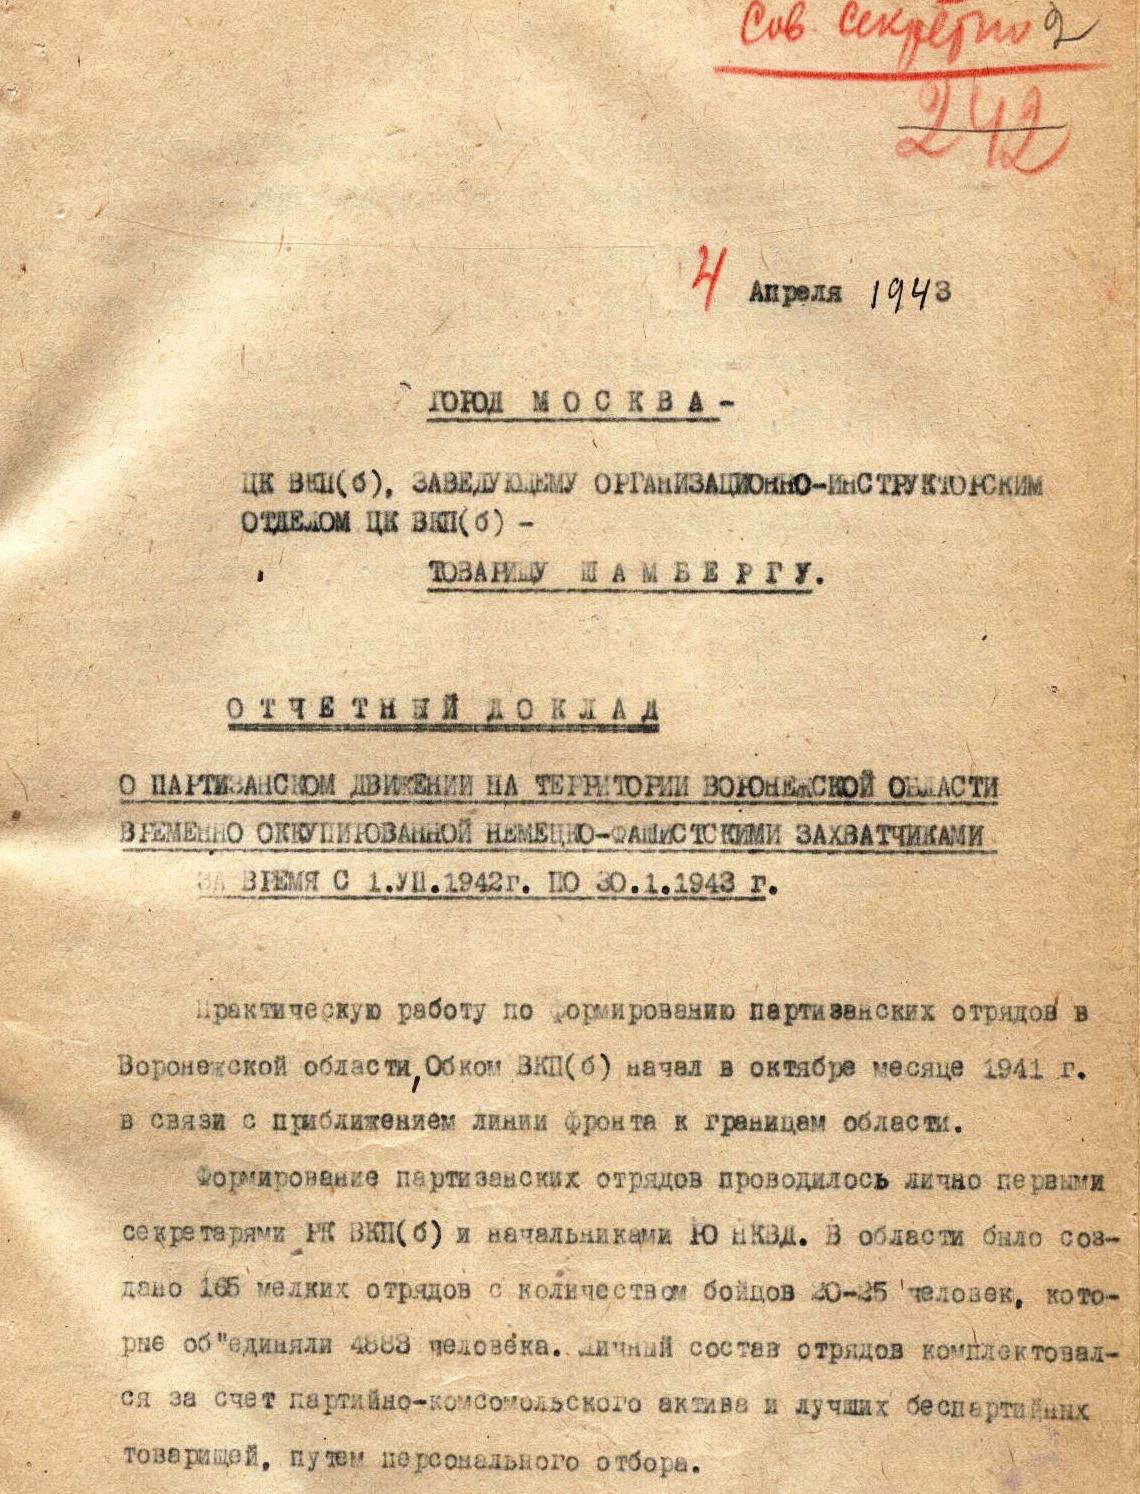 Сов. секретно 2
242
4 Апреля 1943
ГОРОД МОСКВА -
ЦК ВКП(б), ЗАВЕДУЮЩЕМУ ОРГАНИЗАЦИОННО-ИНСТРУКТОРСКИМ
ОТДЕЛОМ ЦК ВКП(б) -
ТОВАРИЩУ ШАМБЕРГУ.
ОТЧЕТНЫЙ ДОКЛАД
О ПАРТИЗАНСКОМ ДВИЖЕНИИ НА ТЕРРИТОРИИ ВОРОНЕЖСКОЙ ОБЛАСТИ
ВРЕМЕННО ОККУПИРОВАННОЙ НЕМЕЦКО-ФАШИСТСКИМИ ЗАХВАТЧИКАМИ
ЗА ВРЕМЯ С 1.УП.1942г. ПО 30.1.1943 г.
Практическую работу по формированию партизанских отрядов в
Воронежской области, Обком ВКП(б) начал в октябре месяце 1941 г.
в связи с приближением линии фронта к границам области.
Формирование партизанских отрядов проводилось лично первыми
секретарями РК ВКП(б) и начальниками РО НКВД. В области было соз-
дано 165 мелких отрядов с количеством бойцов 20-25 человек, кото-
рые об"единяли 4883 человека. Личный состав отрядов комплектовал-
ся за счет партийно-комсомольского актива и лучших беспартийных
товарищей, путем персонального отбора.